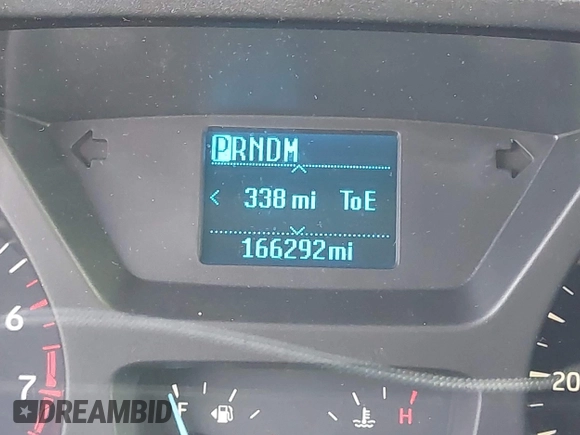 PRNDM
338 mi ToE
166292mi
6
7
20
F
H
DREAMBID